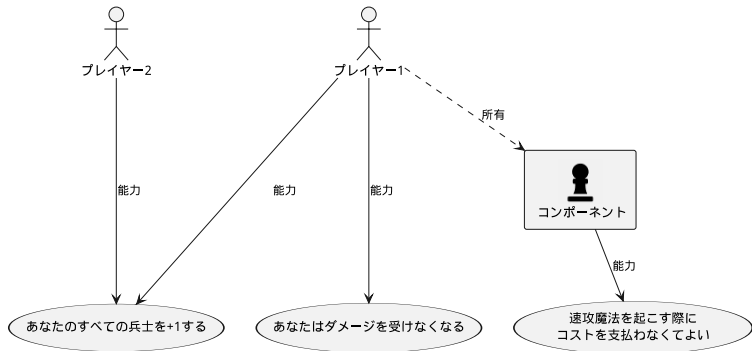 プレイヤー2
プレイヤー1
所有
コンポーネント
能力
能力
能力
能力
あなたのすべての兵士を+1する
あなたはダメージを受けなくなる
速攻魔法を起こす際に
コストを支払わなくてよい